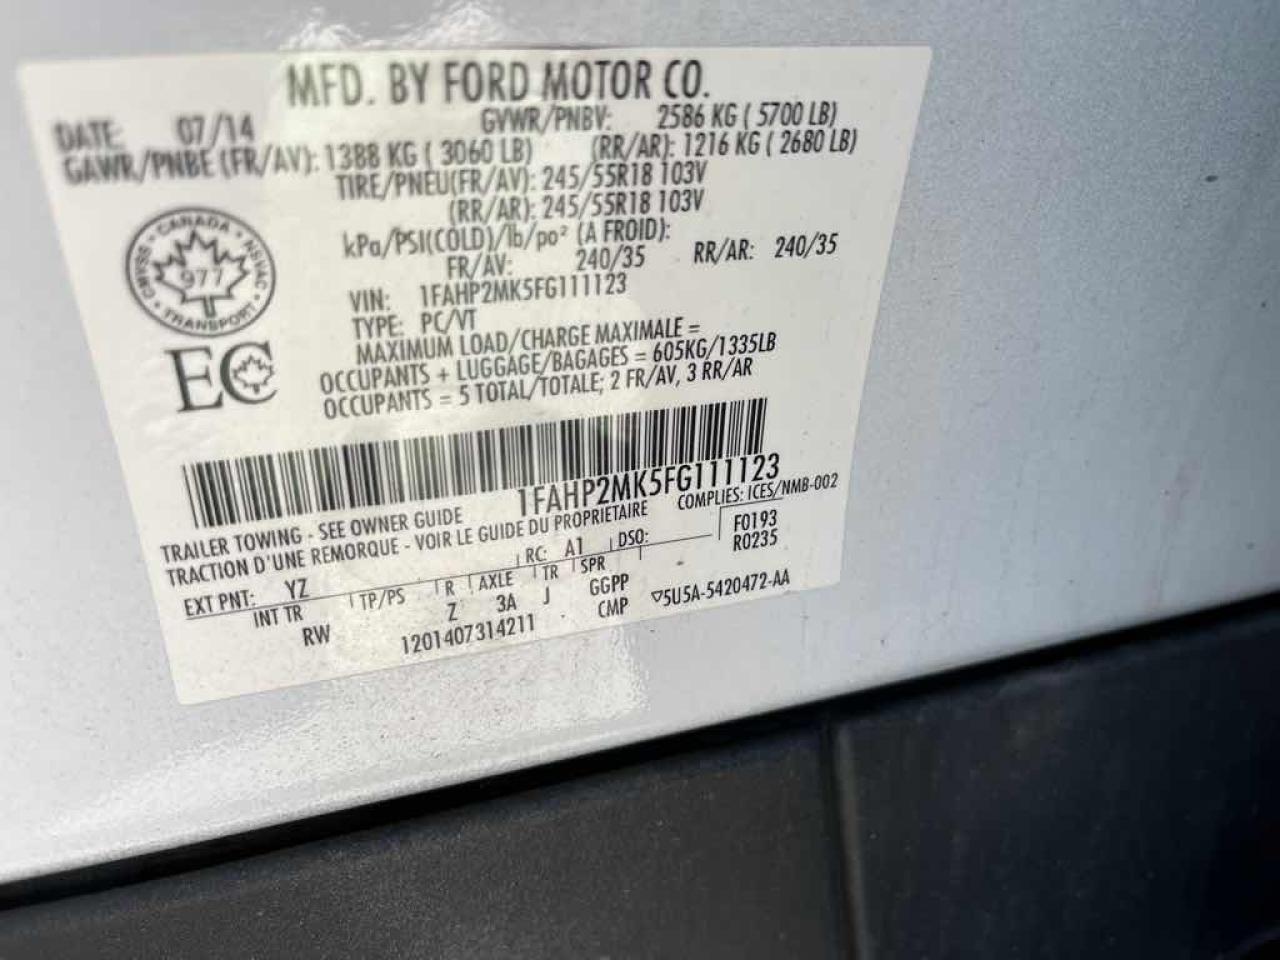 MFD. BY FORD MOTOR CO.
DATE: 07/14 GVWR/PNBV: 2586 KG ( 5700 LB)
GAWR/PNBE (FR/AV): 1388 KG ( 3060 LB) (RR/AR): 1216 KG ( 2680 LB)
TIRE/PNEU(FR/AV): 245/55R18 103V
(RR/AR): 245/55R18 103V
kPa/PSI(COLD)/lb/po² (A FROID):
FR/AV: 240/35 RR/AR: 240/35
CANADA • NSVAC • TRANSPORT • CMVSS •
977
VIN: 1FAHP2MK5FG111123
TYPE: PC/VT
EC
MAXIMUM LOAD/CHARGE MAXIMALE =
OCCUPANTS + LUGGAGE/BAGAGES = 605KG/1335LB
OCCUPANTS = 5 TOTAL/TOTALE; 2 FR/AV, 3 RR/AR
1FAHP2MK5FG111123
TRAILER TOWING - SEE OWNER GUIDE COMPLIES: ICES/NMB-002
TRACTION D'UNE REMORQUE - VOIR LE GUIDE DU PROPRIETAIRE
EXT PNT: YZ RC: A1 DSO: F0193
R0235
INT TR TP/PS R AXLE TR SPR
RW Z 3A J GGPP
CMP
1201407314211 ▽5U5A-5420472-AA